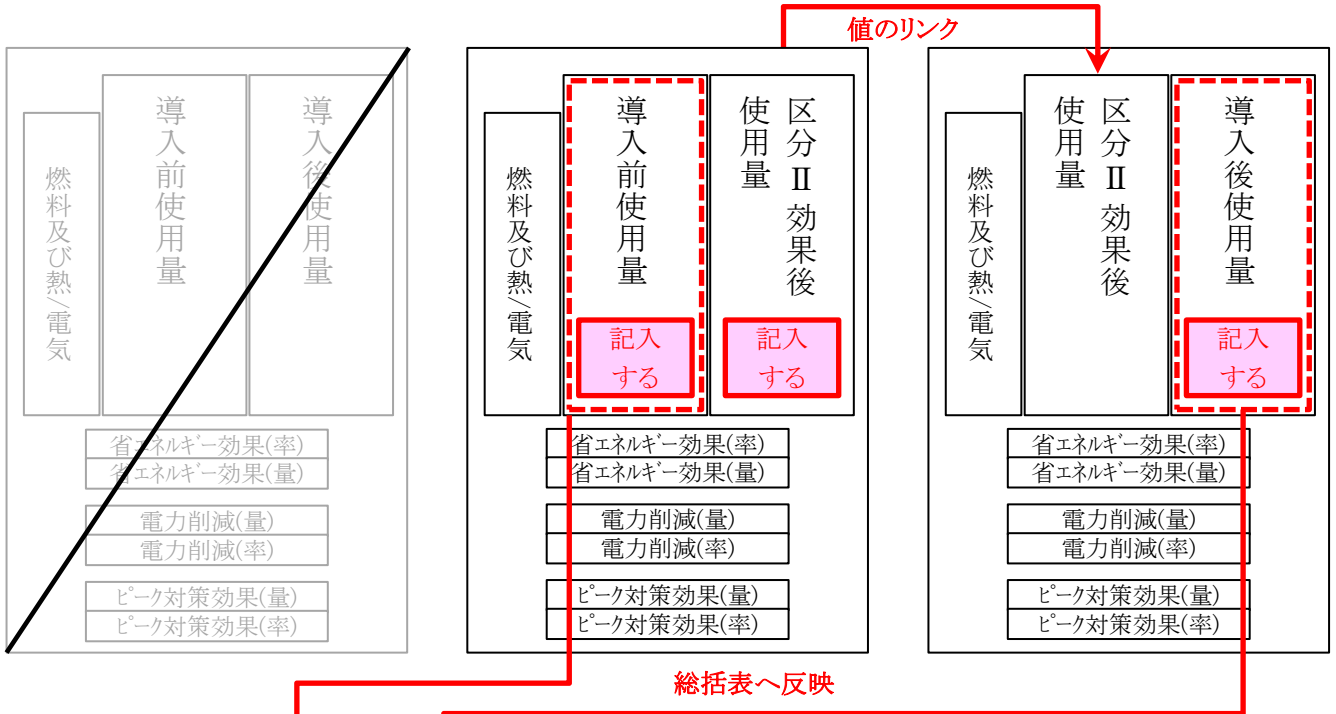 値のリンク
燃料及び熱/電気
導入前使用量
導入後使用量
省エネルギー効果(率)
省エネルギー効果(量)
電力削減(量)
電力削減(率)
ピーク対策効果(量)
ピーク対策効果(率)
燃料及び熱/電気
導入前使用量
記入
する
区分Ⅱ効果後
使用量
記入
する
省エネルギー効果(率)
省エネルギー効果(量)
電力削減(量)
電力削減(率)
ピーク対策効果(量)
ピーク対策効果(率)
燃料及び熱/電気
区分Ⅱ効果後
使用量
導入後使用量
記入
する
省エネルギー効果(率)
省エネルギー効果(量)
電力削減(量)
電力削減(率)
ピーク対策効果(量)
ピーク対策効果(率)
総括表へ反映